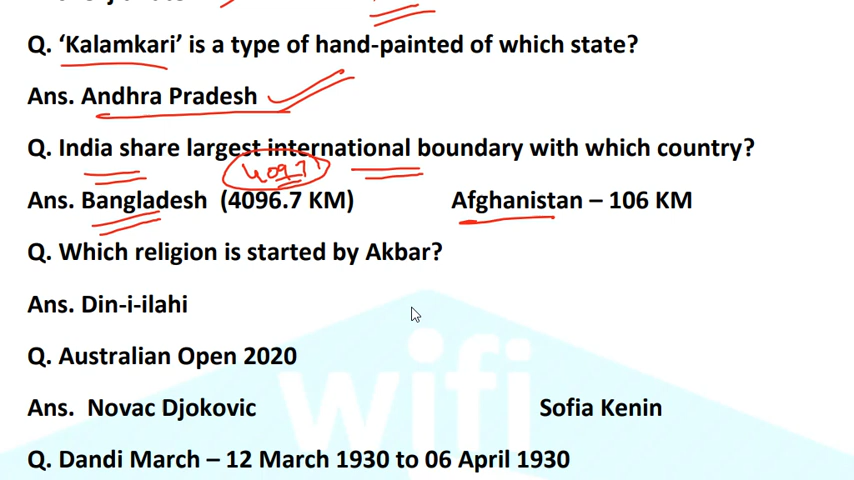 Q. ‘Kalamkari’ is a type of hand-painted of which state?
Ans. Andhra Pradesh
Q. India share largest international boundary with which country?
4097
Ans. Bangladesh (4096.7 KM) Afghanistan – 106 KM
Q. Which religion is started by Akbar?
Ans. Din-i-ilahi
Q. Australian Open 2020
wifi
Ans. Novac Djokovic Sofia Kenin
Q. Dandi March – 12 March 1930 to 06 April 1930